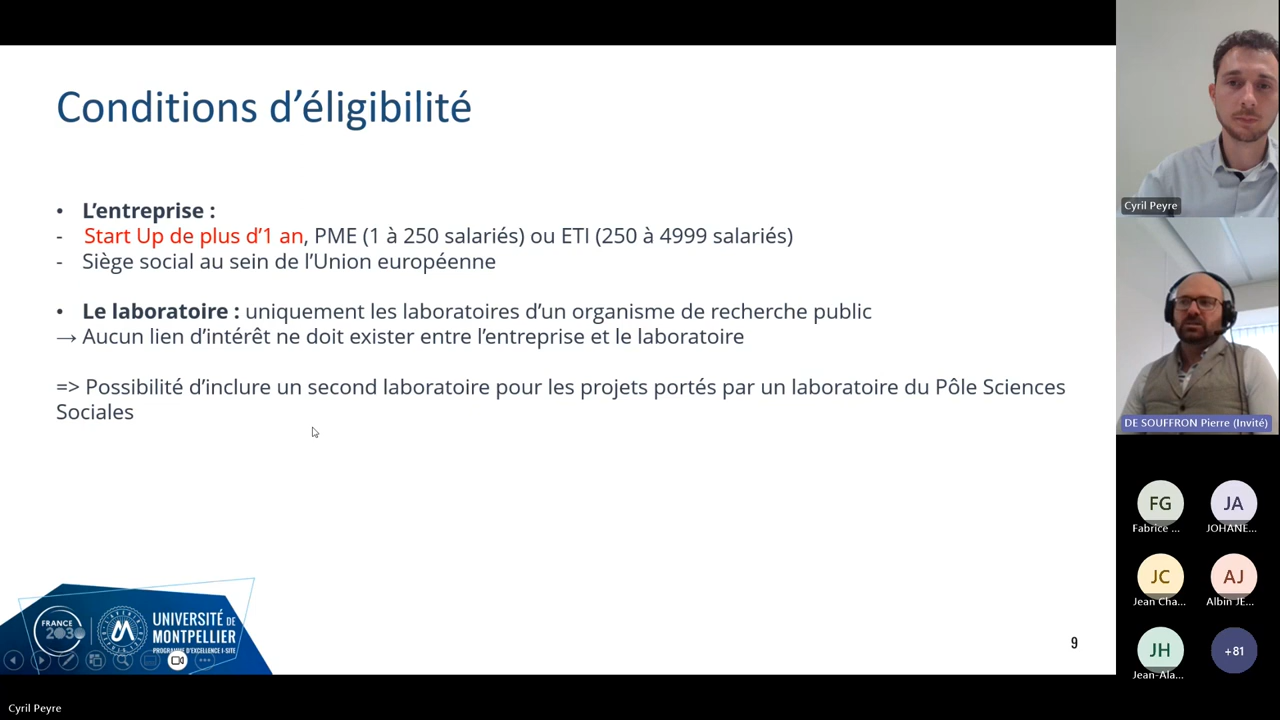 Conditions d’éligibilité
• L’entreprise :
- Start Up de plus d’1 an, PME (1 à 250 salariés) ou ETI (250 à 4999 salariés)
- Siège social au sein de l’Union européenne
• Le laboratoire : uniquement les laboratoires d’un organisme de recherche public
→ Aucun lien d’intérêt ne doit exister entre l’entreprise et le laboratoire
=> Possibilité d’inclure un second laboratoire pour les projets portés par un laboratoire du Pôle Sciences
Sociales
FRANCE
2030
UNIVERSITÉ DE
MONTPELLIER
PROGRAMME D'EXCELLENCE I-SITE
9
Cyril Peyre
DE SOUFFRON Pierre (Invité)
FG
JA
Fabrice ...
JOHANE...
JC
AJ
Jean Cha...
Albin JE...
JH
+81
Jean-Ala...
Cyril Peyre